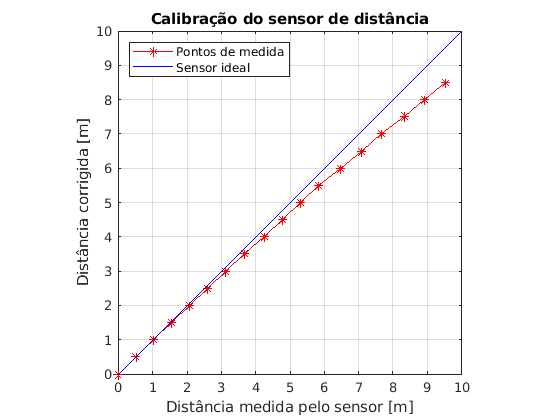 Calibração do sensor de distância
Pontos de medida
Sensor ideal
Distância corrigida [m]
10
9
8
7
6
5
4
3
2
1
0
0 1 2 3 4 5 6 7 8 9 10
Distância medida pelo sensor [m]